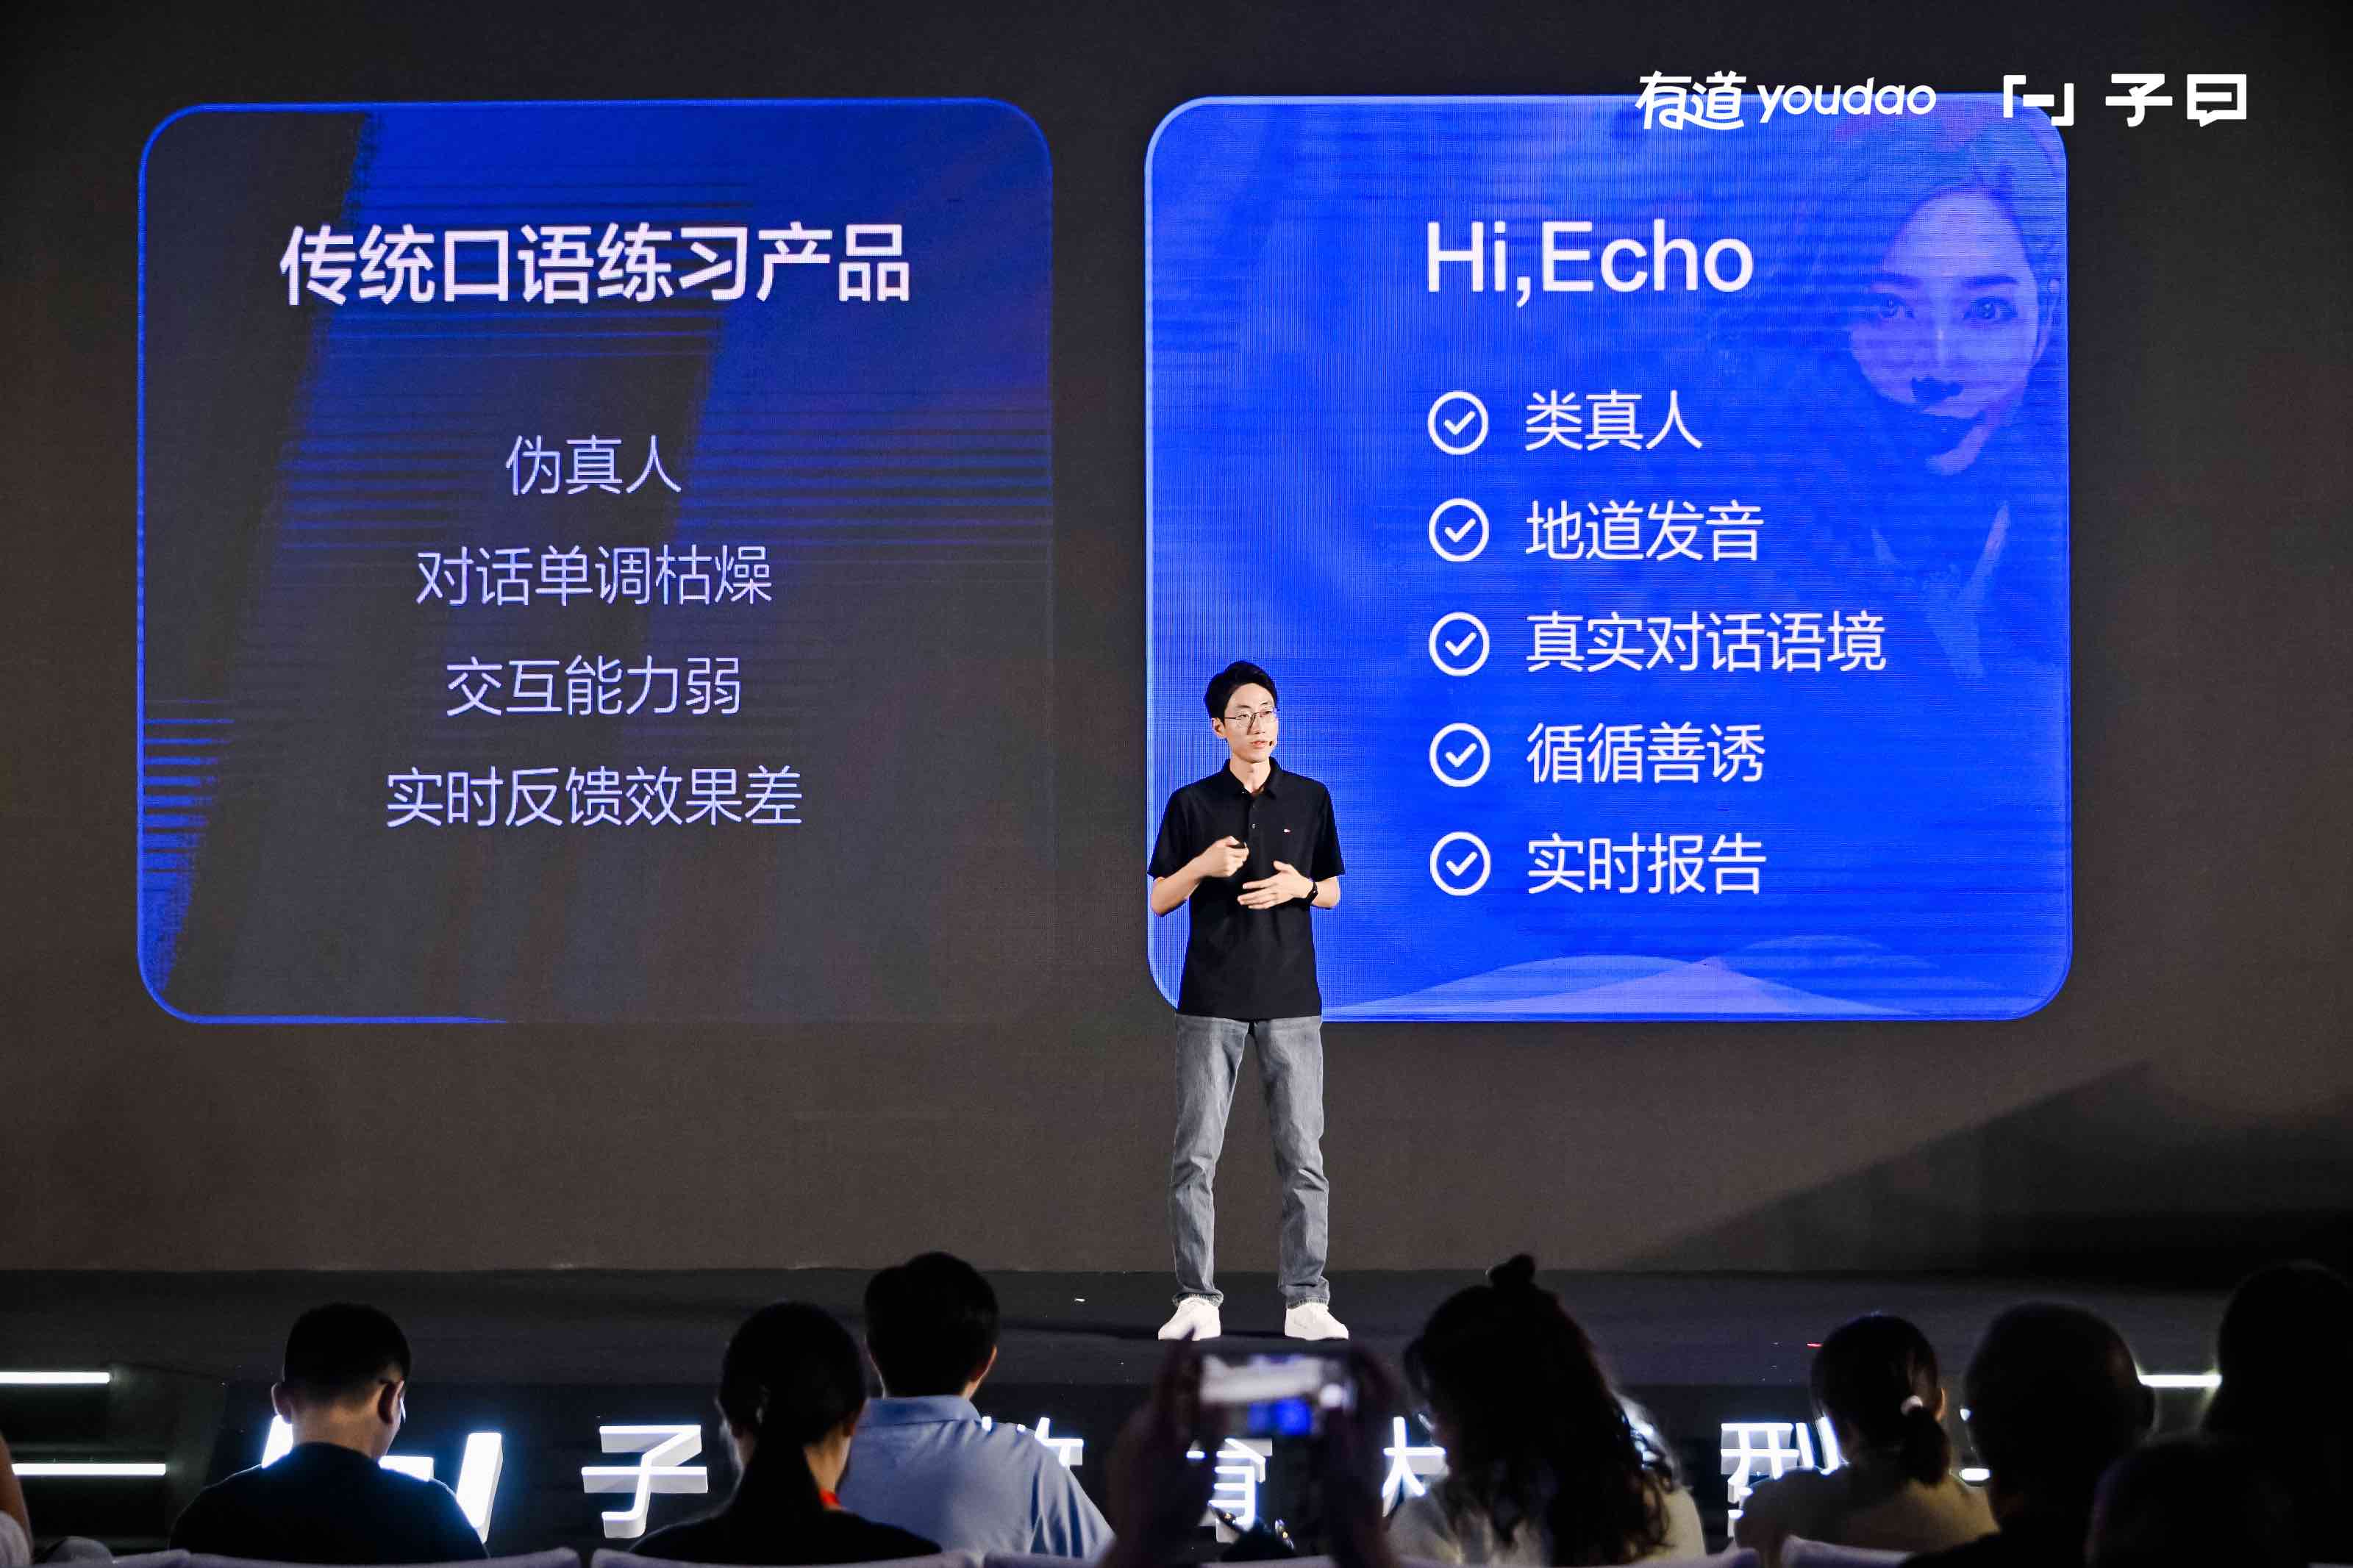 有道 youdao 子曰
传统口语练习产品
伪真人
对话单调枯燥
交互能力弱
实时反馈效果差
Hi,Echo
类真人
地道发音
真实对话语境
循循善诱
实时报告
子 育 型